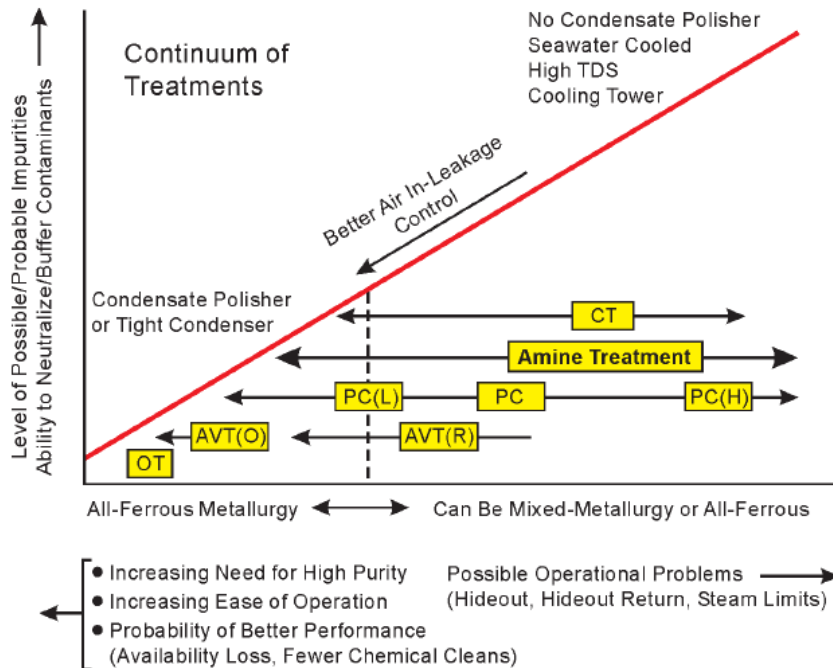 Level of Possible/Probable Impurities
Ability to Neutralize/Buffer Contaminants
Continuum of
Treatments
No Condensate Polisher
Seawater Cooled
High TDS
Cooling Tower
Better Air In-Leakage
Control
Condensate Polisher
or Tight Condenser
CT
Amine Treatment
PC(L)
PC
PC(H)
AVT(O)
AVT(R)
OT
All-Ferrous Metallurgy
Can Be Mixed-Metallurgy or All-Ferrous
● Increasing Need for High Purity
● Increasing Ease of Operation
● Probability of Better Performance
(Availability Loss, Fewer Chemical Cleans)
Possible Operational Problems
(Hideout, Hideout Return, Steam Limits)